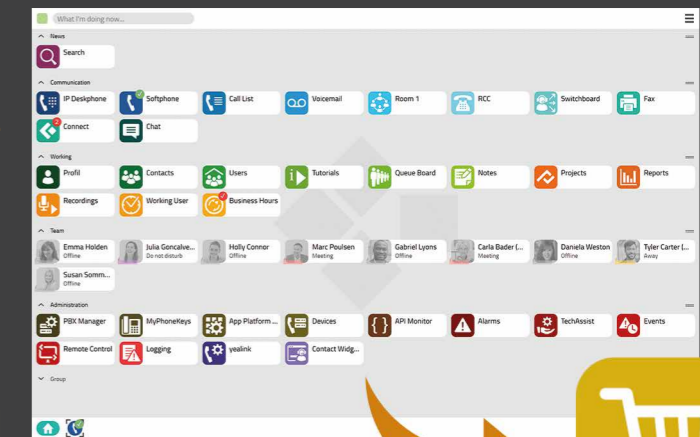 What I'm doing now...
News
Search
Communication
IP Deskphone Softphone Call List Voicemail Room 1 RCC Switchboard Fax
2
Connect Chat
Working
Profil Contacts Users Tutorials Queue Board Notes Projects Reports
Recordings Working User Business Hours
Team
Emma Holden Julia Goncalve... Holly Connor Marc Poulsen Gabriel Lyons Carla Bader (... Daniela Weston Tyler Carter (...
Offline Do not disturb Offline Meeting Offline Meeting Offline Away
Susan Somm...
Offline
Administration
PBX Manager MyPhoneKeys App Platform ... Devices API Monitor Alarms TechAssist Events
Remote Control Logging yealink Contact Widg...
Group